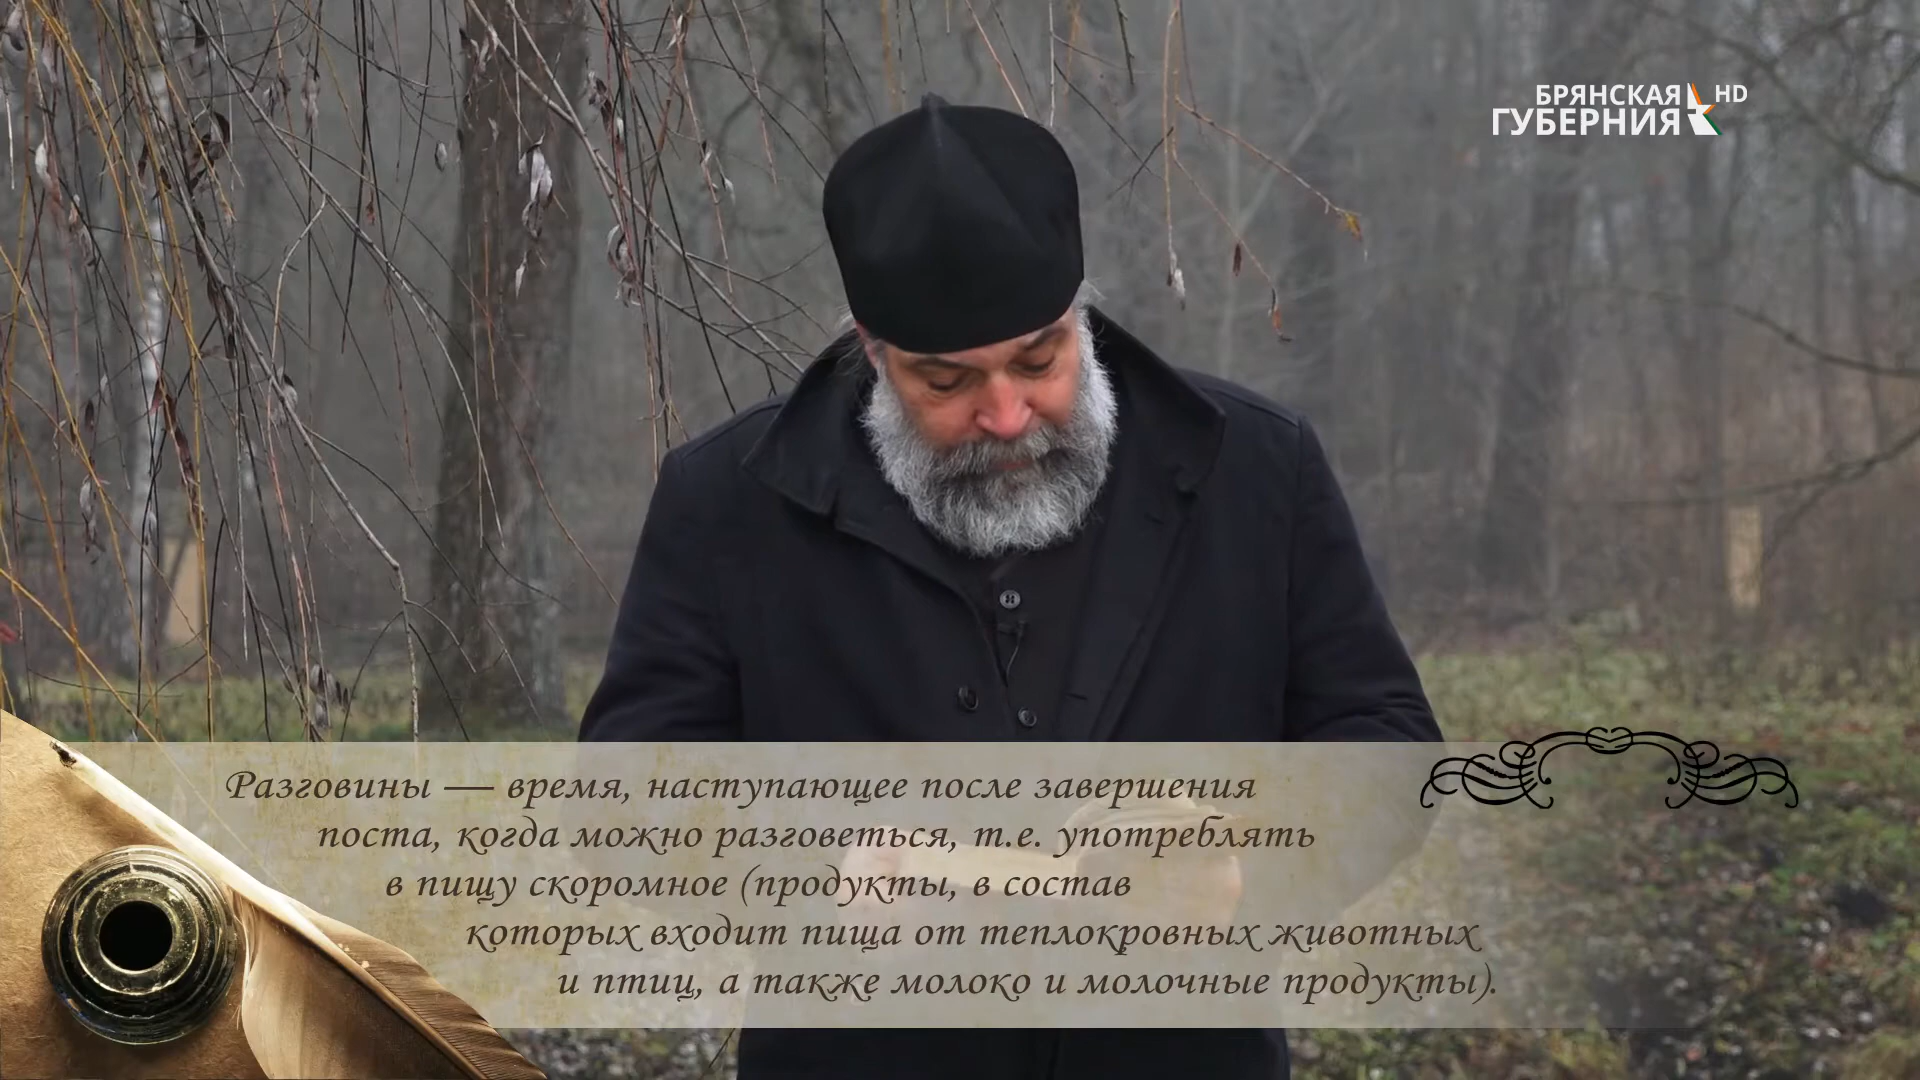 БРЯНСКАЯ HD
ГУБЕРНИЯ
Разговины — время, наступающее после завершения
поста, когда можно разговеться, т.е. употреблять
в пищу скоромное (продукты, в состав
которых входит пища от теплокровных животных
и птиц, а также молоко и молочные продукты).